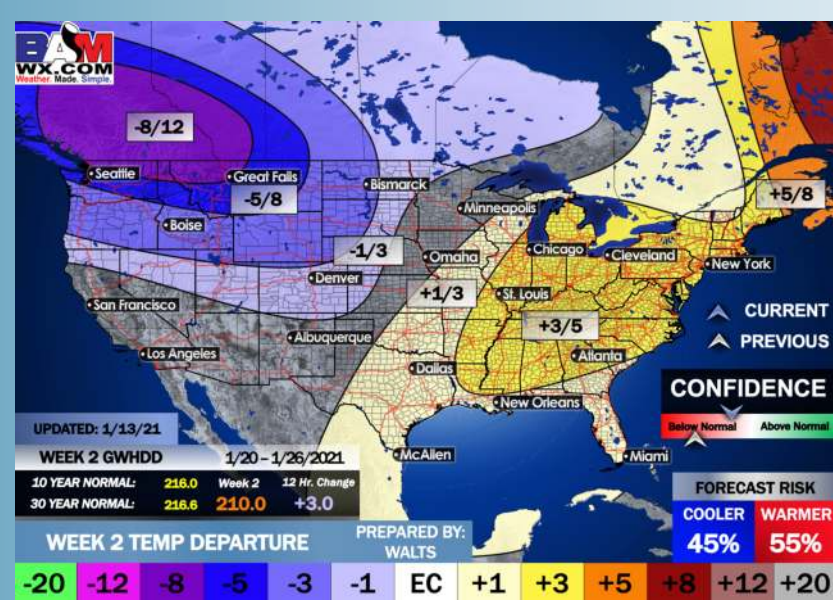 BAM
WX.COM
Weather. Made. Simple.
-8/12
Seattle
Great Falls
Bismarck
-5/8
+5/8
Boise
Minneapolis
-1/3
Chicago
Cleveland
Omaha
New York
Denver
+1/3
St. Louis
San Francisco
+3/5
CURRENT
Albuquerque
PREVIOUS
Los Angeles
Atlanta
Dallas
CONFIDENCE
New Orleans
Below Normal Above Normal
UPDATED: 1/13/21
McAllen
Miami
WEEK 2 GWHDD 1/20 - 1/26/2021
10 YEAR NORMAL: 216.0 Week 2 12 Hr. Change
30 YEAR NORMAL: 216.6 210.0 +3.0
FORECAST RISK
COOLER WARMER
45% 55%
WEEK 2 TEMP DEPARTURE
PREPARED BY:
WALTS
-20 -12 -8 -5 -3 -1 EC +1 +3 +5 +8 +12 +20